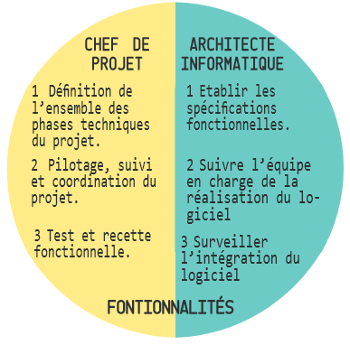 CHEF DE
PROJET
1 Définition de
l'ensemble des
phases techniques
du projet.
2 Pilotage, suivi
et coordination du
projet.
3 Test et recette
fonctionnelle.
ARCHITECTE
INFORMATIQUE
1 Etablir les
spécifications
fonctionnelles.
2 Suivre l'équipe
en charge de la
réalisation du lo-
giciel
3 Surveiller
l'intégration du
logiciel
FONTIONNALITÉS